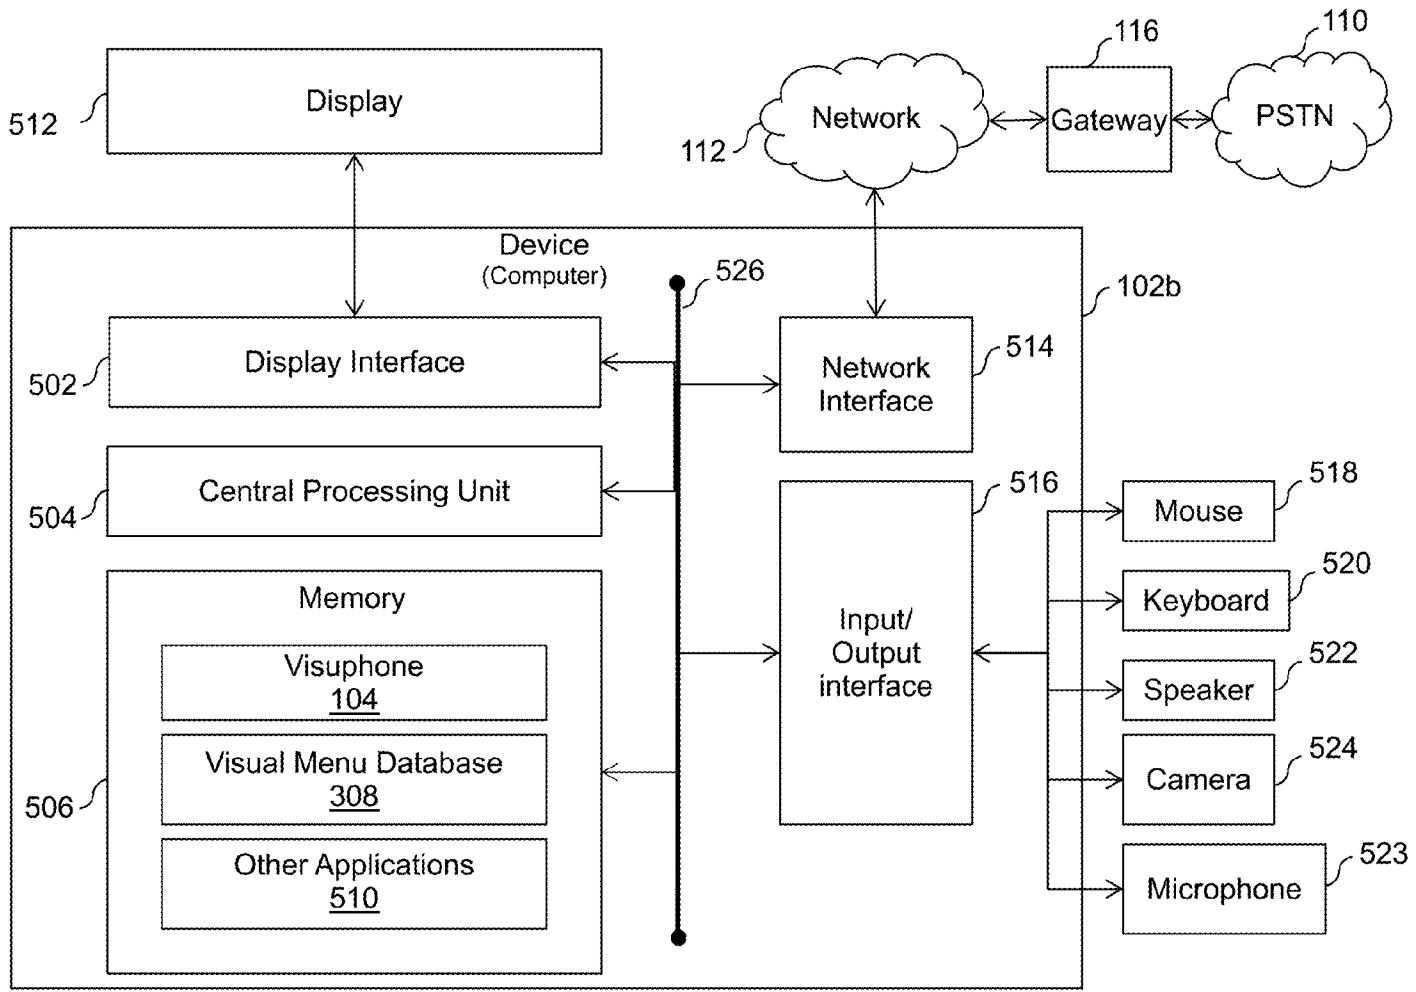 116
110
Display
512
Network
112
Gateway
PSTN
Device
(Computer)
526
102b
Display Interface
502
Network
Interface
514
Central Processing Unit
504
516
Mouse
518
Memory
Keyboard
520
Visuphone
104
Input/
Output
interface
Speaker
522
Visual Menu Database
308
506
Camera
524
Other Applications
510
Microphone
523